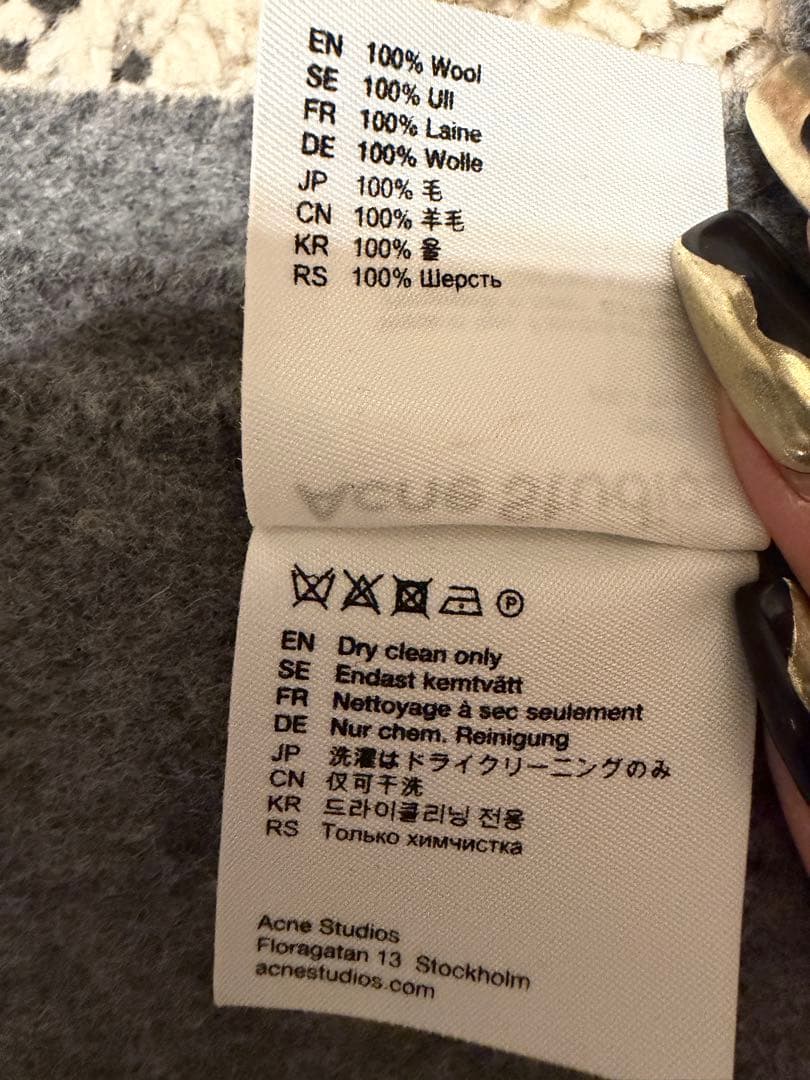 EN 100% Wool
SE 100% Ull
FR 100% Laine
DE 100% Wolle
JP 100% 毛
CN 100% 羊毛
KR 100% 울
RS 100% Шерсть
P
EN Dry clean only
SE Endast kemtvätt
FR Nettoyage à sec seulement
DE Nur chem. Reinigung
JP 洗濯はドライクリーニングのみ
CN 仅可干洗
KR 드라이클리닝 전용
RS Только химчистка
Acne Studios
Floragatan 13 Stockholm
acnestudios.com